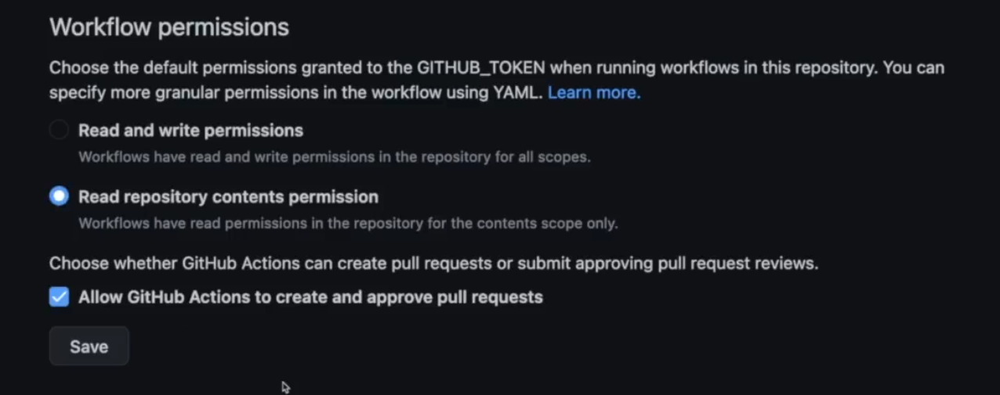 Workflow permissions
Choose the default permissions granted to the GITHUB_TOKEN when running workflows in this repository. You can
specify more granular permissions in the workflow using YAML. Learn more.
Read and write permissions
Workflows have read and write permissions in the repository for all scopes.
Read repository contents permission
Workflows have read permissions in the repository for the contents scope only.
Choose whether GitHub Actions can create pull requests or submit approving pull request reviews.
Allow GitHub Actions to create and approve pull requests
Save